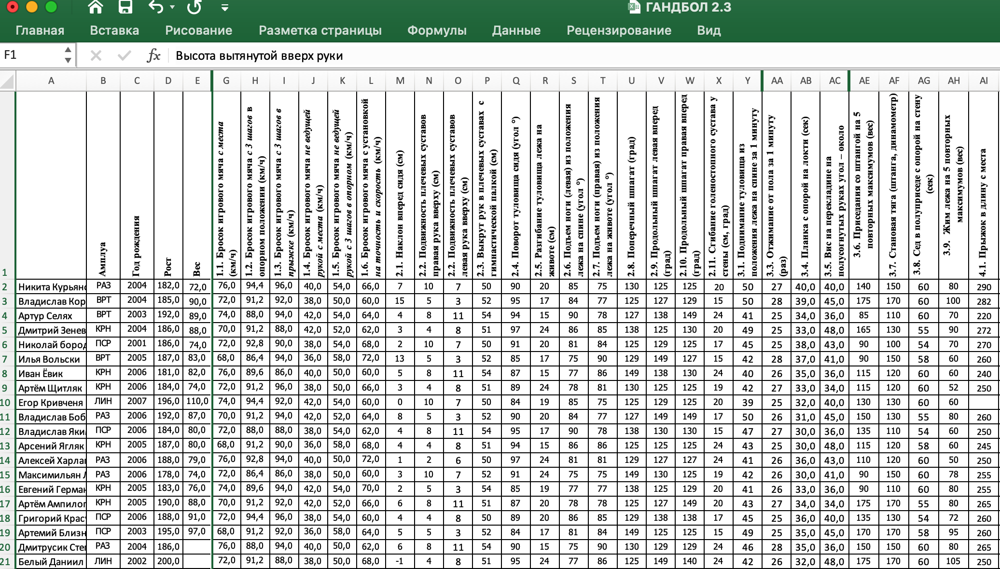 ГАНДБОЛ 2.3
Главная Вставка Рисование Разметка страницы Формулы Данные Рецензирование Вид
F1 fx Высота вытянутой вверх руки
A B C D E G H I J K L M N O P Q R S T U V W X Y AA AB AC AE AF AG AH AI
1
Амплуа
Год рождения
Рост
Вес
1.1. Бросок игрового мяча с места
(км/ч)
1.2. Бросок игрового мяча с 3 шагов в
опорном положении (км/ч)
1.3. Бросок игрового мяча с 3 шагов в
прыжке (км/ч)
1.4. Бросок игрового мяча не ведущей
рукой с места (км/ч)
1.5. Бросок игрового мяча не ведущей
рукой с 3 шагов в опорном (км/ч)
1.6. Бросок игрового мяча с установкой
на точность и скорость (км/ч)
2.1. Наклон вперед сидя (см)
2.2. Подвижность плечевых суставов
правая рука вверху (см)
2.2. Подвижность плечевых суставов
левая рука вверху (см)
2.3. Выкрут рук в плечевых суставах с
гимнастической палкой (см)
2.4. Поворот туловища сидя (угол °)
2.5. Разгибание туловища лежа на
животе (см)
2.6. Подъем ноги (левая) из положения
лежа на спине (угол °)
2.7. Подъем ноги (правая) из положения
лежа на животе (угол °)
2.8. Поперечный шпагат (град)
2.9. Продольный шпагат левая вперед
(град)
2.10. Продольный шпагат правая вперед
(град)
2.11. Сгибание голеностопного сустава у
стены (см, град)
3.1. Поднимание туловища из
положения лежа на спине за 1 минуту
3.3. Отжимание от пола за 1 минуту
(раз)
3.4. Планка с опорой на локти (сек)
3.5. Вис на перекладине на
полусогнутых руках угол – около
3.6. Приседания со штангой на 5
повторных максимумов (вес)
3.7. Становая тяга (штанга, динамометр)
3.8. Сед в полуприседе с опорой на стену
(сек)
3.9. Жим лежа на 5 повторных
максимумов (вес)
4.1. Прыжок в длину с места
2 Никита Курьян РАЗ 2004 182,0 72,0 76,0 94,4 96,0 40,0 54,0 66,0 7 10 7 50 90 20 85 75 130 125 125 20 50 27 40,0 40,0 140 150 60 80 290
3 Владислав Кор ВРТ 2004 185,0 90,0 72,0 91,2 92,0 38,0 50,0 60,0 15 5 3 52 95 17 84 77 125 127 129 15 50 28 39,0 45,0 175 170 60 100 282
4 Артур Селях ВРТ 2003 192,0 89,0 74,0 88,0 94,0 42,0 54,0 64,0 4 8 11 54 94 15 90 78 127 138 149 24 41 25 34,0 36,0 85 110 60 70 220
5 Дмитрий Зенев КРН 2004 186,0 88,0 70,0 91,2 88,0 42,0 52,0 62,0 3 4 8 51 97 24 86 85 138 125 130 20 49 25 33,0 48,0 165 130 55 90 272
6 Николай бород ПСР 2001 186,0 74,0 72,0 92,8 90,0 38,0 54,0 68,0 2 10 7 50 91 20 81 84 125 129 125 17 45 25 38,0 43,0 90 100 54 70 270
7 Илья Вольски ВРТ 2005 187,0 83,0 68,0 86,4 94,0 36,0 58,0 72,0 13 5 3 52 85 17 75 90 129 149 127 15 42 28 37,0 41,0 90 150 58 60 260
8 Иван Ёвик КРН 2006 181,0 82,0 76,0 89,6 86,0 40,0 50,0 60,0 5 8 11 54 87 15 77 86 149 138 130 24 40 26 35,0 36,0 115 120 60 60 240
9 Артём Щитляк КРН 2006 184,0 74,0 72,0 91,2 96,0 38,0 50,0 66,0 3 4 8 51 89 24 78 81 130 125 125 19 42 27 33,0 34,0 115 120 60 52 250
10 Егор Кривченя ЛИН 2007 196,0 110,0 74,0 94,4 92,0 42,0 54,0 60,0 0 10 7 50 84 19 85 75 125 129 125 20 39 25 32,0 40,0 130 130 60 60
11 Владислав Боб РАЗ 2006 192,0 87,0 70,0 91,2 94,0 42,0 52,0 64,0 8 5 3 52 90 20 84 77 127 149 149 17 50 26 31,0 45,0 150 130 55 80 260
12 Владислав Яки ПСР 2006 184,0 80,0 72,0 88,0 88,0 38,0 54,0 62,0 4 8 11 54 95 17 90 78 138 130 130 15 47 27 30,0 36,0 135 110 54 60 250
13 Арсений Ягляк КРН 2005 187,0 80,0 68,0 91,2 90,0 36,0 58,0 68,0 4 4 8 51 94 15 86 86 125 125 125 24 43 25 30,0 48,0 115 120 58 60 245
14 Алексей Харла РАЗ 2006 188,0 79,0 76,0 92,8 94,0 40,0 50,0 72,0 1 2 6 50 97 24 81 81 129 127 127 24 41 26 36,0 43,0 110 120 60 50 250
15 Максимильян РАЗ 2006 178,0 74,0 72,0 86,4 86,0 38,0 50,0 60,0 3 10 7 52 91 24 75 75 149 130 125 19 42 26 30,0 41,0 90 150 60 78 255
16 Евгений Герман КРН 2005 183,0 76,0 74,0 89,6 94,0 42,0 54,0 70,0 2 5 3 54 85 19 77 77 138 125 129 20 41 26 33,0 36,0 90 110 60 80 255
17 Артём Ампилог КРН 2005 190,0 88,0 70,0 91,2 92,0 42,0 52,0 66,0 6 8 11 51 87 20 78 78 125 127 149 20 43 27 34,0 34,0 175 170 55 80 265
18 Григорий Крас ПСР 2006 188,0 91,0 72,0 94,4 96,0 38,0 54,0 60,0 4 4 8 50 89 20 86 85 129 138 138 17 45 25 36,0 40,0 135 130 54 72 260
19 Артемий Близн ПСР 2003 195,0 97,0 68,0 91,2 92,0 36,0 58,0 64,0 5 5 3 52 84 17 81 84 149 125 125 15 49 25 35,0 45,0 170 170 58 95 260
20 Дмитрусик Сте РАЗ 2004 186,0 76,0 88,0 94,0 40,0 50,0 62,0 6 8 11 54 90 15 75 90 130 129 129 24 46 28 35,0 36,0 150 150 60 80 265
21 Белый Даниил ЛИН 2002 200,0 72,0 91,2 88,0 38,0 50,0 68,0 -1 4 8 51 95 24 77 86 125 149 140 24 42 26 32,0 48,0 175 170 60 105 250